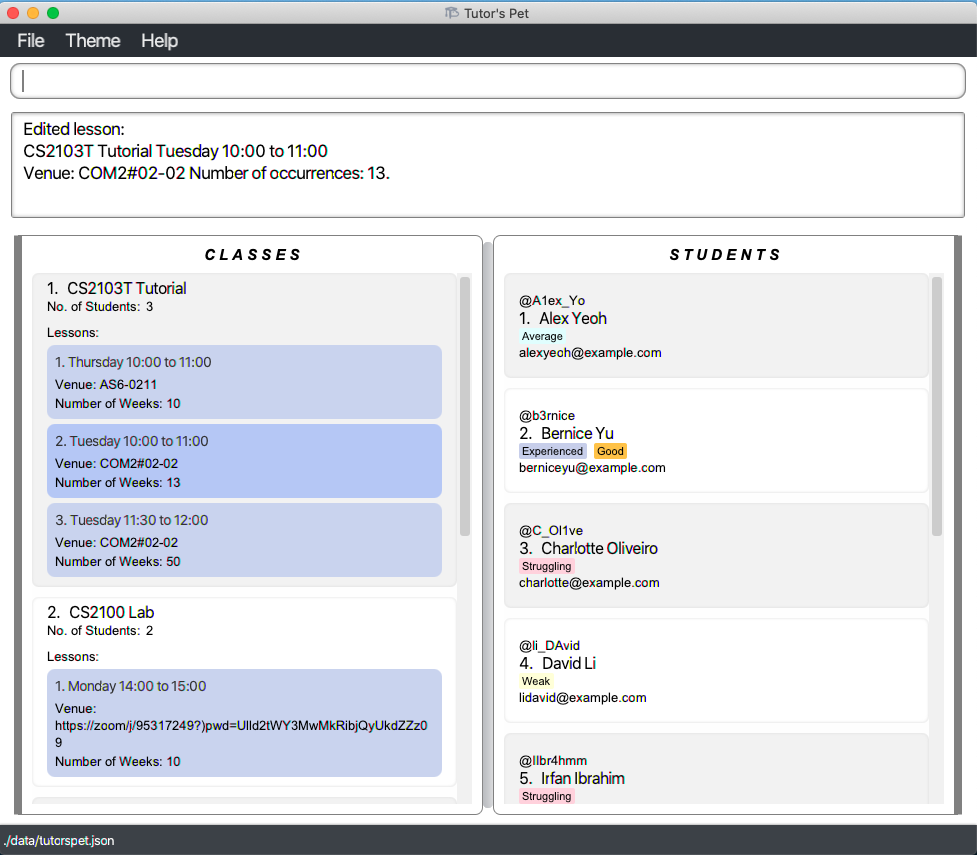 Tutor's Pet
File Theme Help
Edited lesson:
CS2103T Tutorial Tuesday 10:00 to 11:00
Venue: COM2#02-02 Number of occurrences: 13.
CLASSES
1. CS2103T Tutorial
No. of Students: 3
Lessons:
1. Thursday 10:00 to 11:00
Venue: AS6-0211
Number of Weeks: 10
2. Tuesday 10:00 to 11:00
Venue: COM2#02-02
Number of Weeks: 13
3. Tuesday 11:30 to 12:00
Venue: COM2#02-02
Number of Weeks: 50
2. CS2100 Lab
No. of Students: 2
Lessons:
1. Monday 14:00 to 15:00
Venue:
https://zoom/j/95317249?)pwd=Ulld2tWY3MwMkRibjQyUkdZZz0
9
Number of Weeks: 10
STUDENTS
@A1ex_Yo
1. Alex Yeoh
Average
alexyeoh@example.com
@b3rnice
2. Bernice Yu
Experienced Good
berniceyu@example.com
@C_Ol1ve
3. Charlotte Oliveiro
Struggling
charlotte@example.com
@li_DAvid
4. David Li
Weak
lidavid@example.com
@IIbr4hmm
5. Irfan Ibrahim
Struggling
./data/tutorspet.json